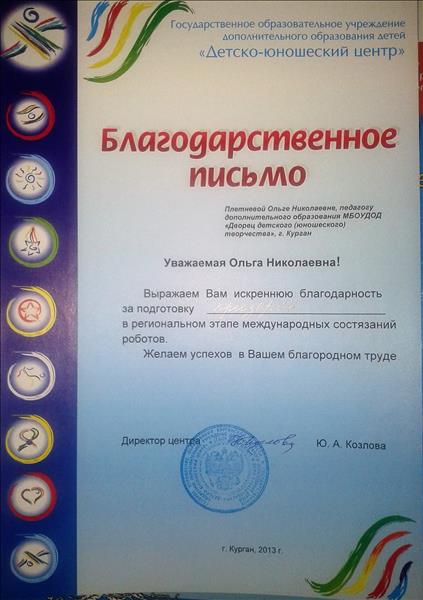 Государственное образовательное учреждение
дополнительного образования детей
«Детско-юношеский центр»
Благодарственное
письмо
Плетневой Ольге Николаевне, педагогу
дополнительного образования МБОУДОД
«Дворец детского (юношеского)
творчества», г. Курган
Уважаемая Ольга Николаевна!
Выражаем Вам искреннюю благодарность
за подготовку
в региональном этапе международных состязаний
роботов.
Желаем успехов в Вашем благородном труде
Директор центра Ю. А. Козлова
г. Курган, 2013 г.